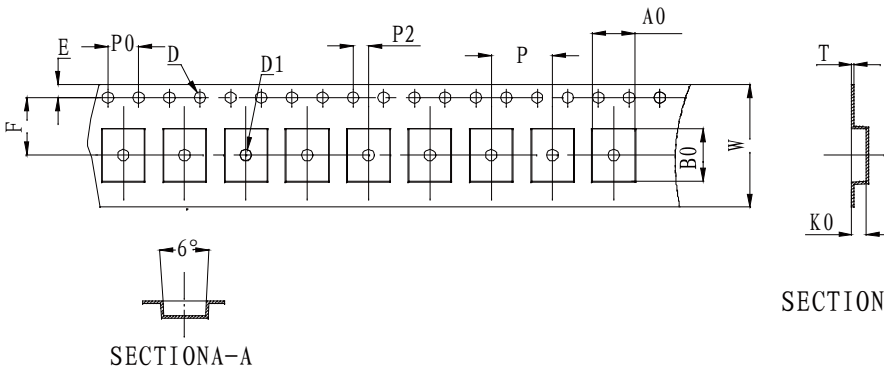 E P0 D D1 P2 P A0 T
F B0 W
K0
6°
SECTION
SECTIONA-A